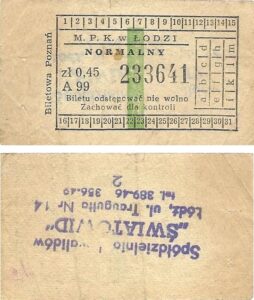 1 2 3 4 5 6 7 8 9 10 11 12 13 14 15
M. P. K. w ŁODZI
NORMALNY
zł 0,45
A 99
233641
Biletu odstępować nie wolno
Zachować dla kontroli
a b c d
e f g h
i k l m
16 17 18 19 20 21 22 23 24 25 26 27 28 29 30 31
Biletowa Poznań
Spółdzielnia Inwalidów
„ŚWIATOWID”
Łódź, ul. Traugutta Nr 14
tel. 389-46 356-49
2